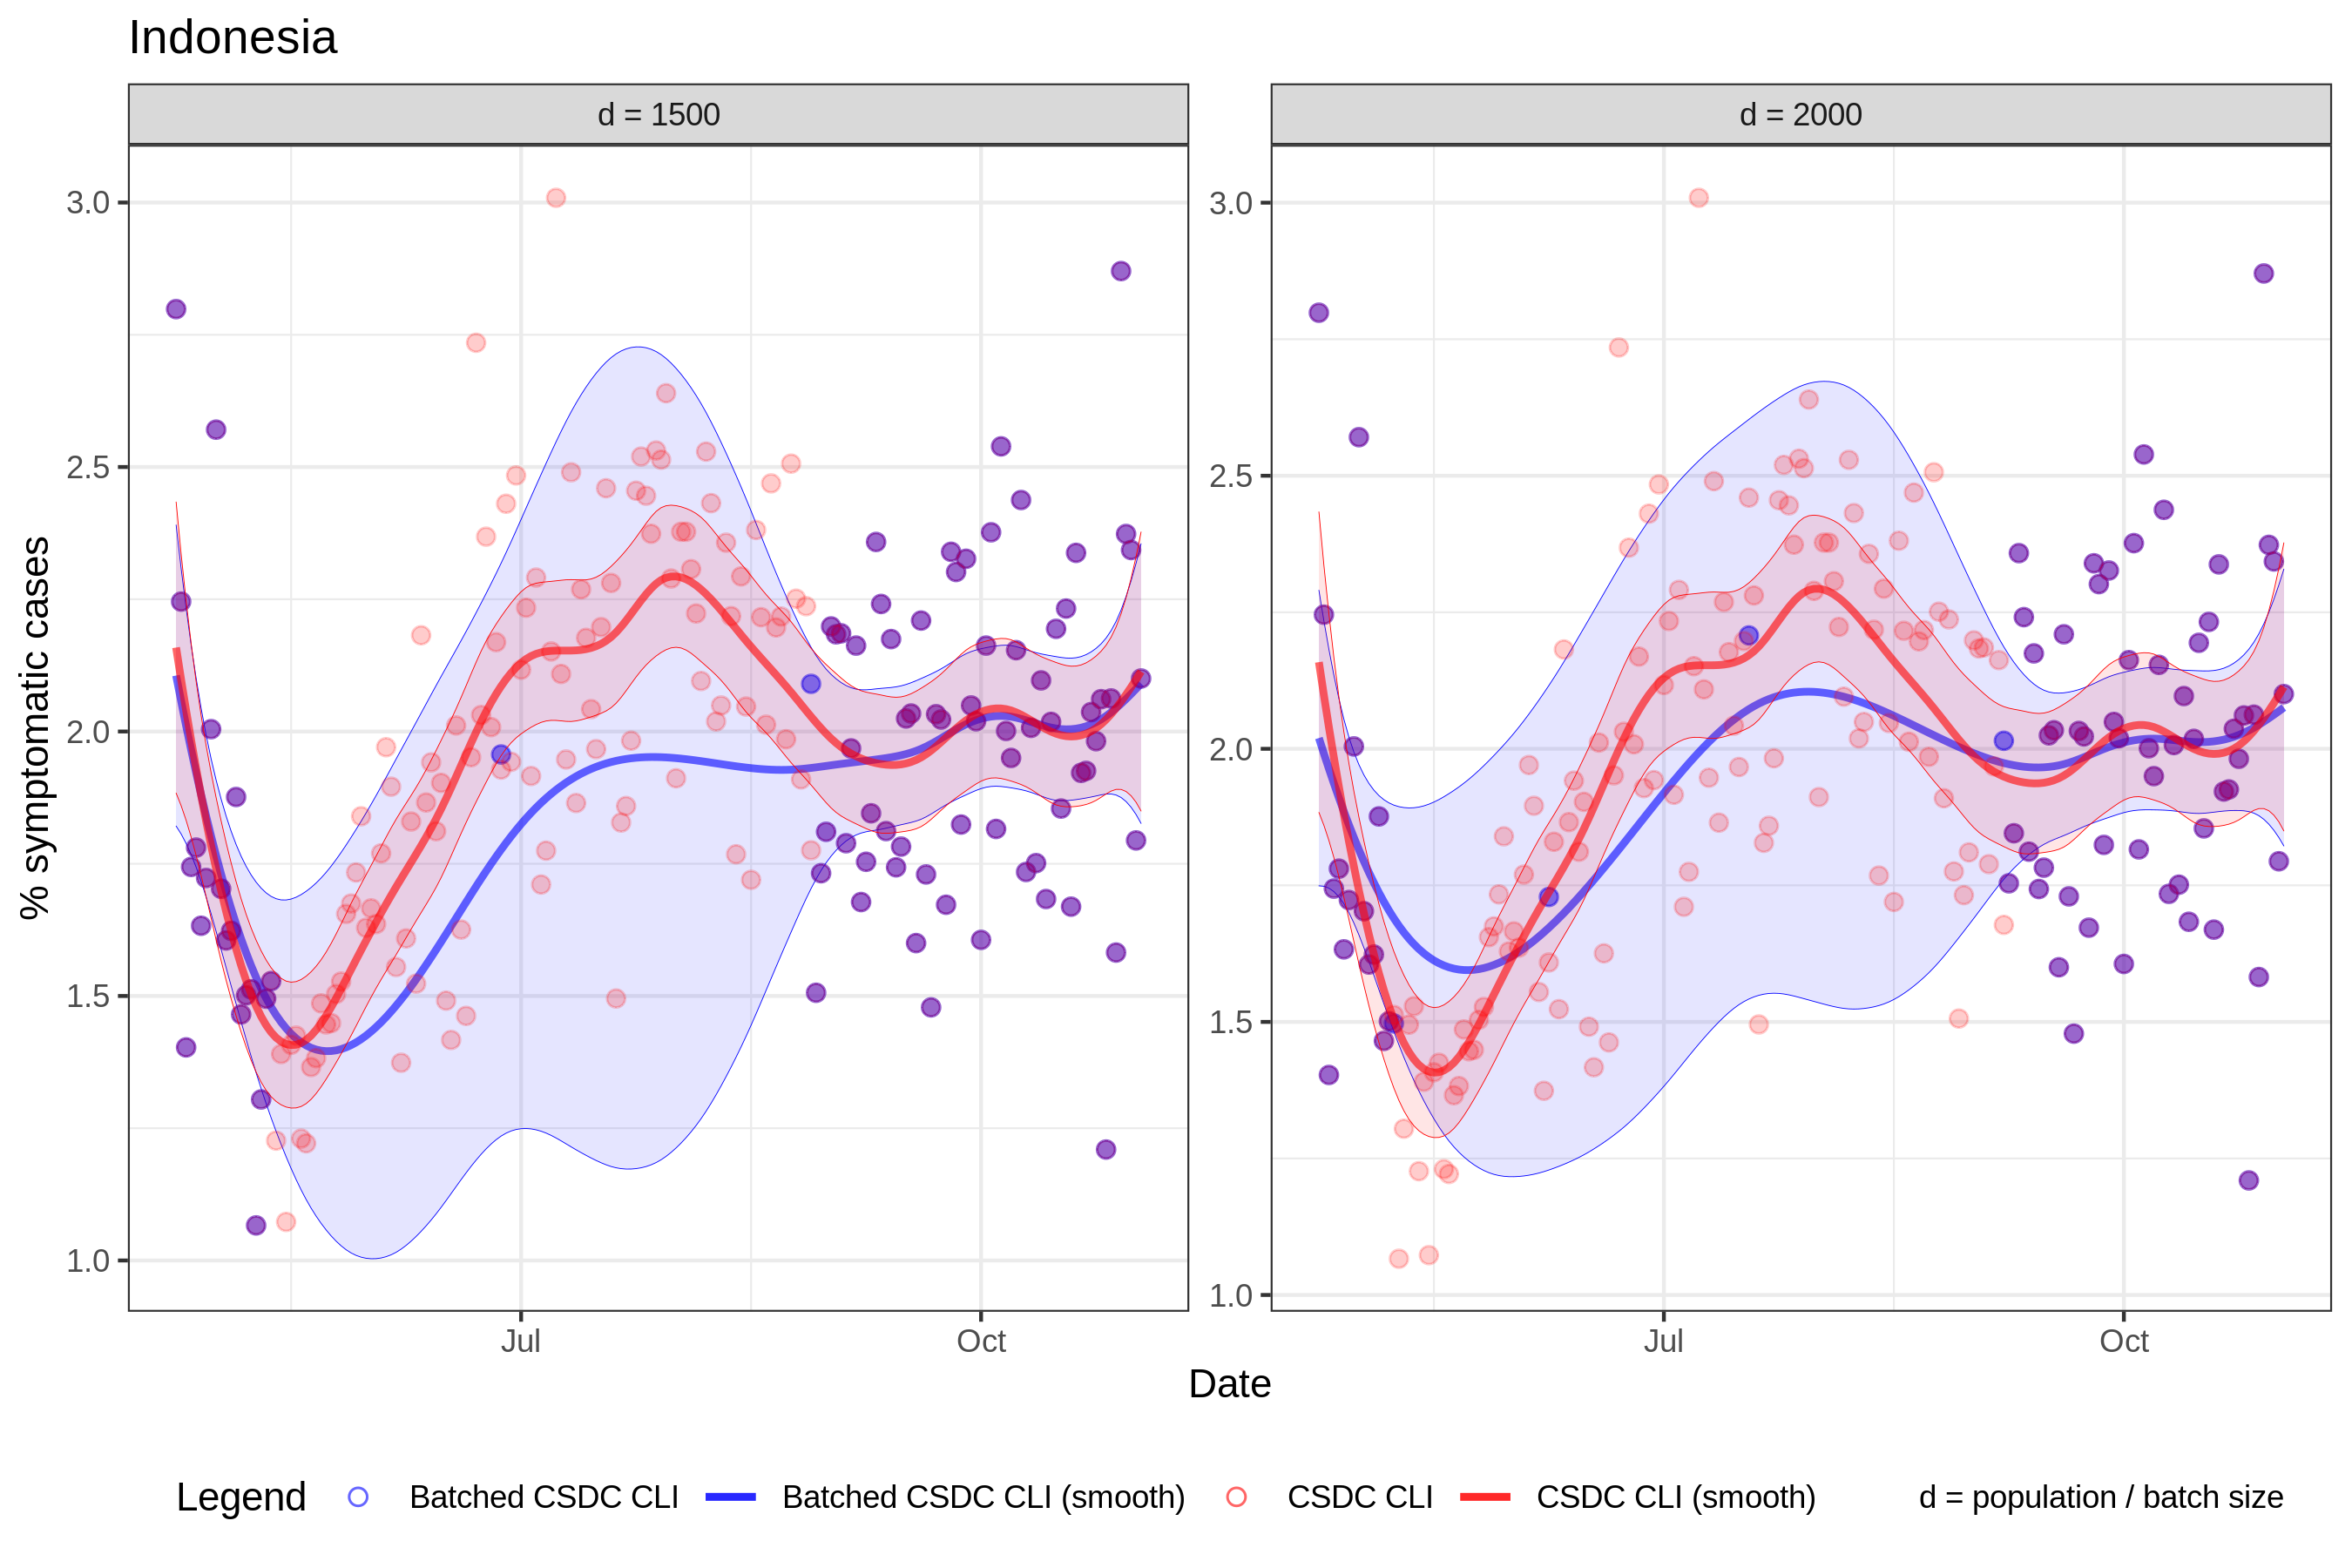 Indonesia
d = 1500
d = 2000
% symptomatic cases
3.0
2.5
2.0
1.5
1.0
3.0
2.5
2.0
1.5
1.0
Jul
Oct
Jul
Oct
Date
Legend
Batched CSDC CLI
Batched CSDC CLI (smooth)
CSDC CLI
CSDC CLI (smooth)
d = population / batch size